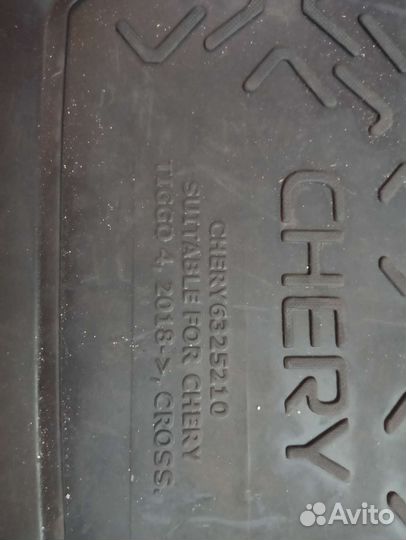 CHERY
CHERY6325210
SUITABLE FOR CHERY
TIGGO 4 2018->, CROSS.
Avito